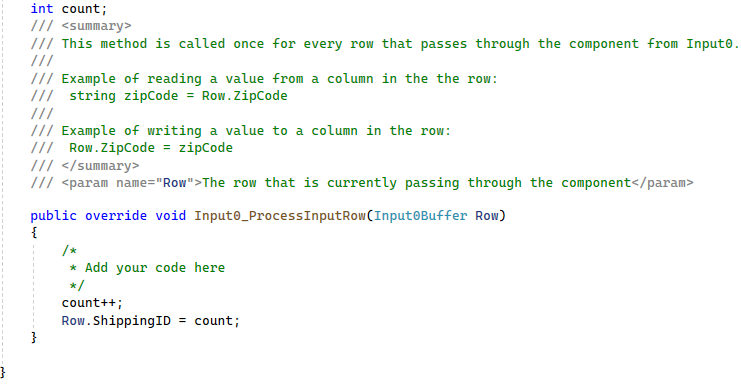 int count;
/// <summary>
/// This method is called once for every row that passes through the component from Input0.
///
/// Example of reading a value from a column in the the row:
///  string zipCode = Row.ZipCode
///
/// Example of writing a value to a column in the row:
///  Row.ZipCode = zipCode
/// </summary>
/// <param name="Row">The row that is currently passing through the component</param>
public override void Input0_ProcessInputRow(Input0Buffer Row)
{
/*
* Add your code here
*/
count++;
Row.ShippingID = count;
}
}